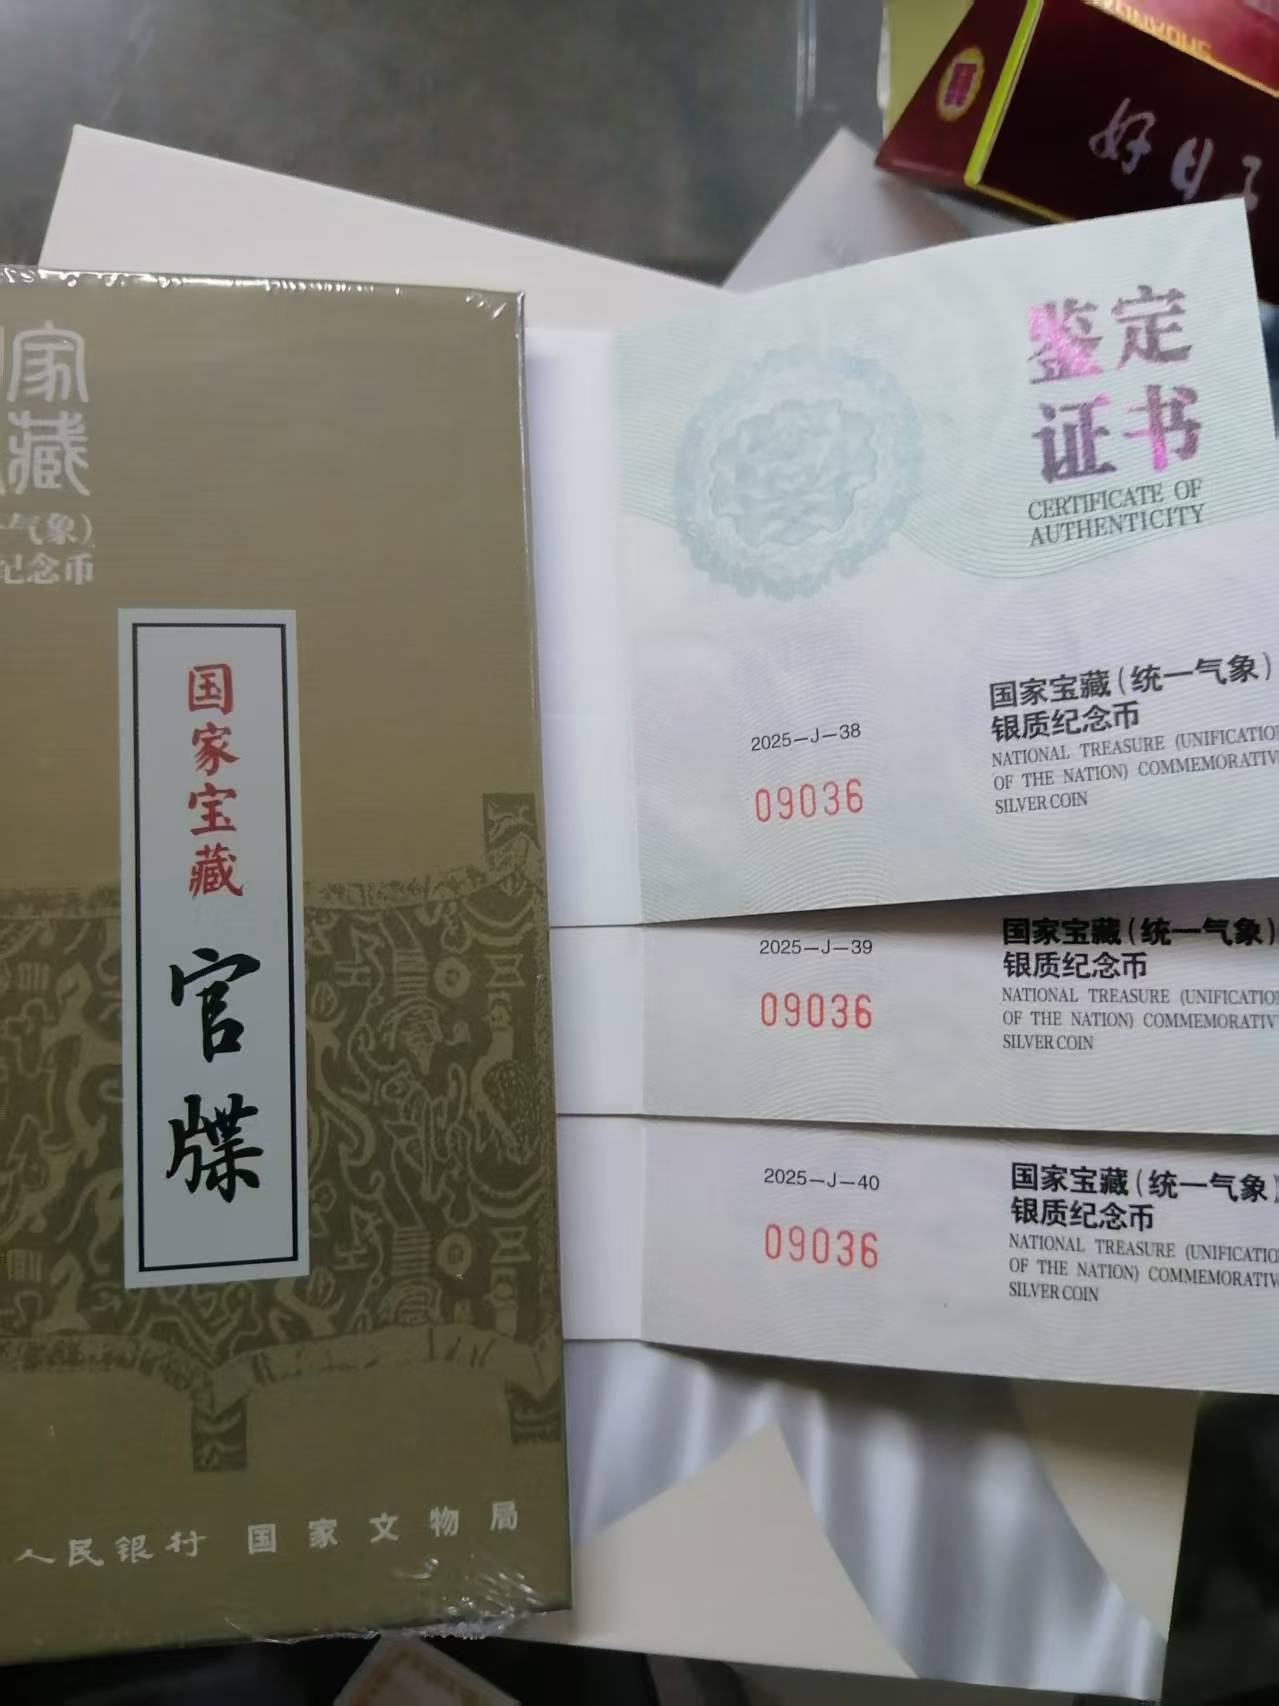 好日子
家
藏
一气象)
纪念币
国家宝藏
官牒
人民银行 国家文物局
鉴定
证书
CERTIFICATE OF
AUTHENTICITY
国家宝藏(统一气象)
银质纪念币
NATIONAL TREASURE (UNIFICATIO
OF THE NATION) COMMEMORATIV
SILVER COIN
2025-J-38
09036
国家宝藏(统一气象)
银质纪念币
NATIONAL TREASURE (UNIFICATIO
OF THE NATION) COMMEMORATIV
SILVER COIN
2025-J-39
09036
国家宝藏(统一气象)
银质纪念币
NATIONAL TREASURE (UNIFICATIO
OF THE NATION) COMMEMORATIV
SILVER COIN
2025-J-40
09036